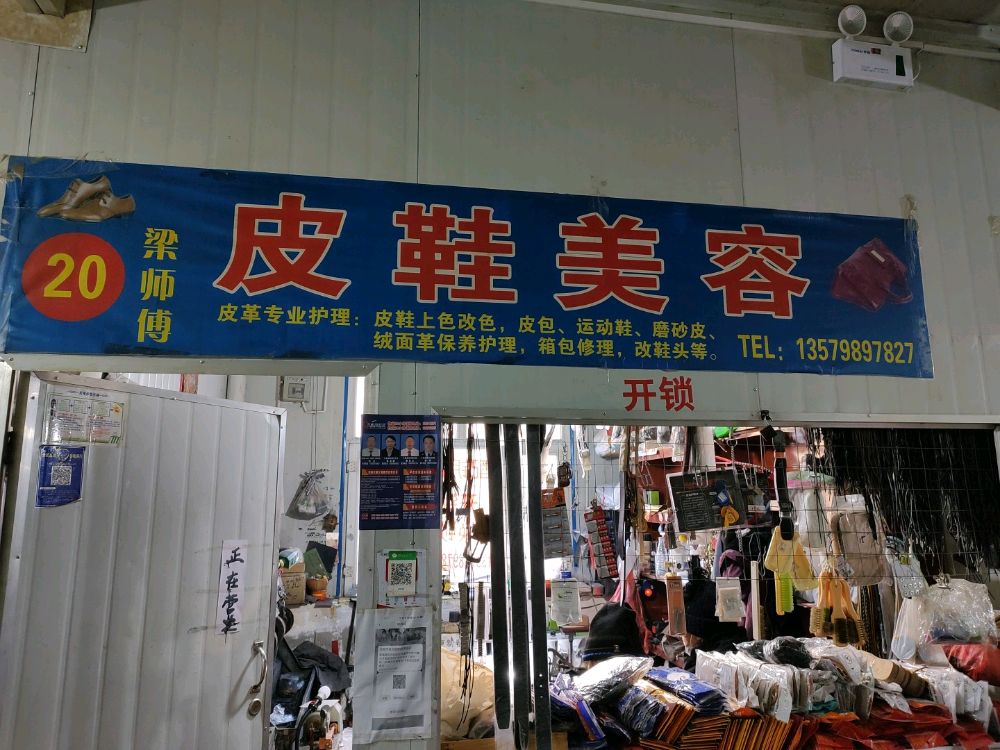 20
梁师傅
皮鞋美容
皮革专业护理：皮鞋上色改色，皮包、运动鞋、磨砂皮、
绒面革保养护理，箱包修理，改鞋头等。
TEL：13579897827
开锁
正在营业